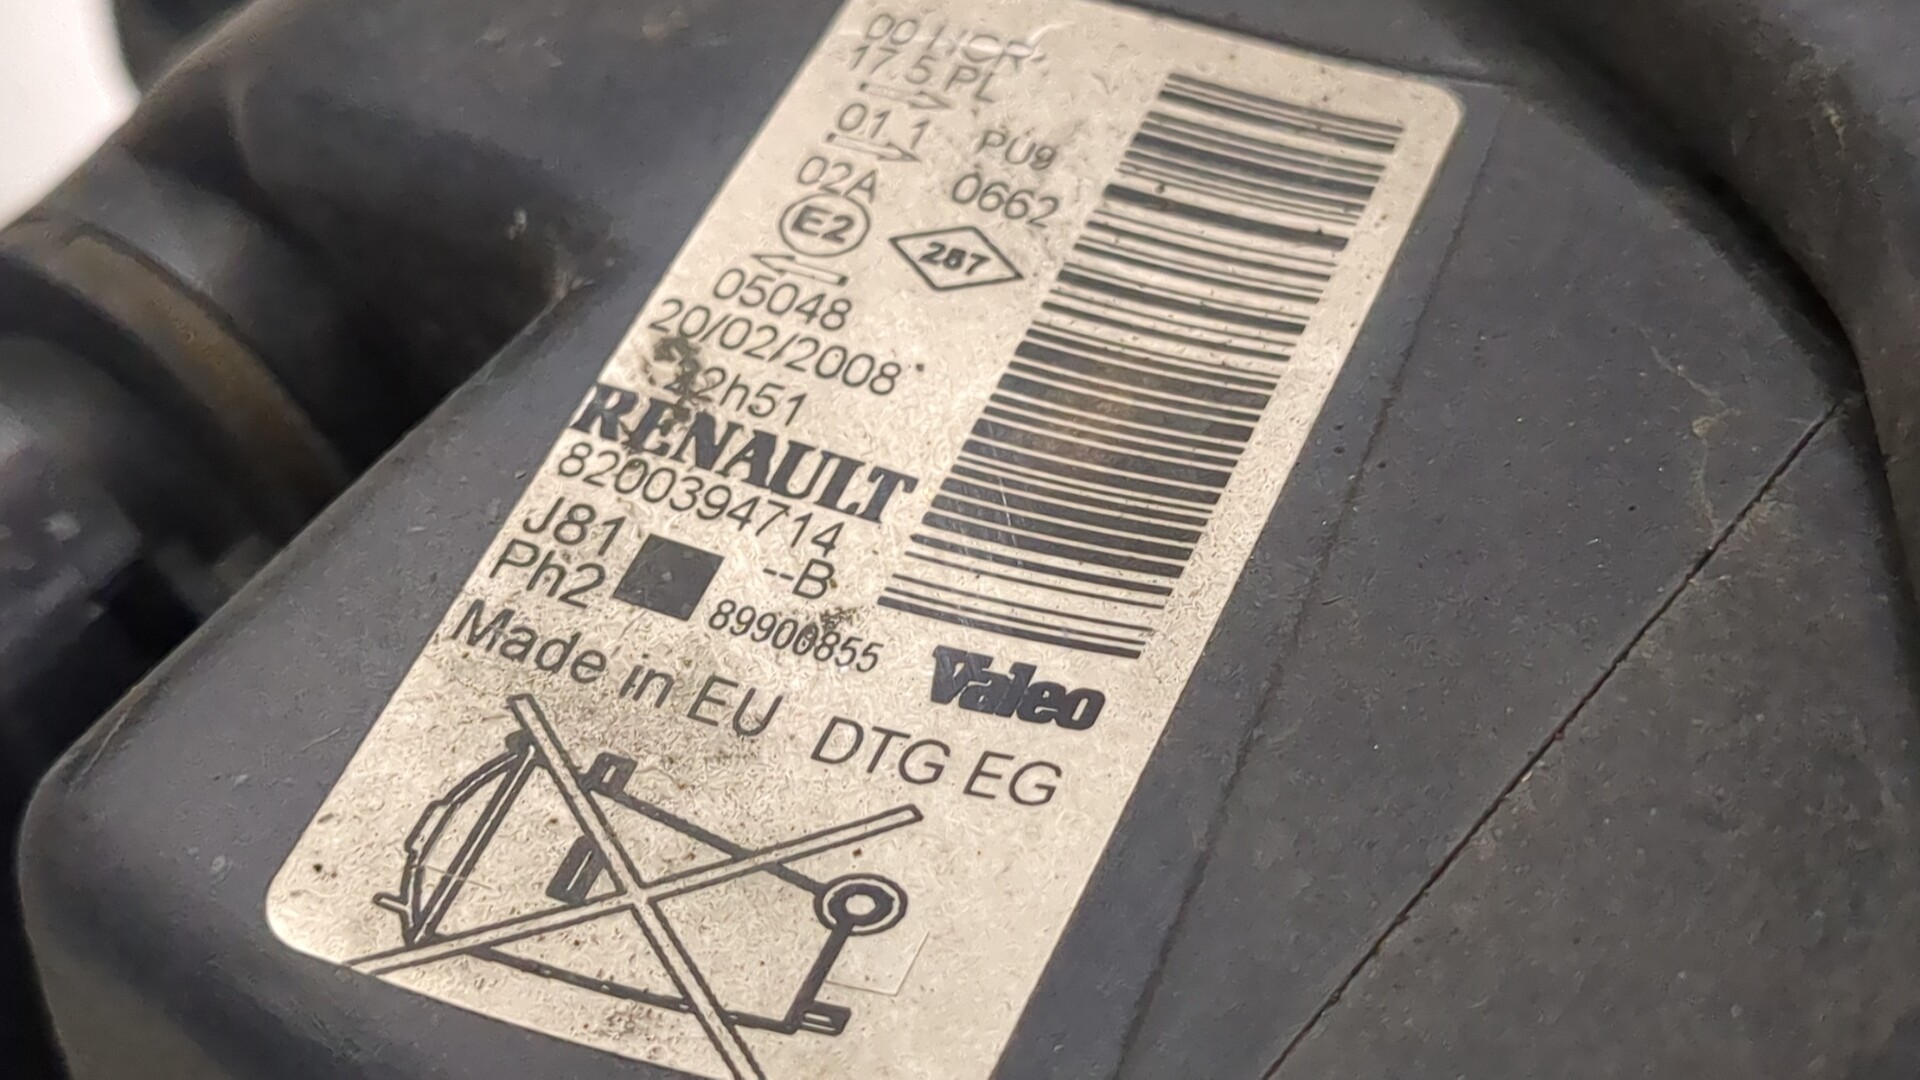 00 HCR
17.5 PL
01 1 PU9
02A 0662
E2 287
05048
20/02/2008
22h51
RENAULT
8200394714
J81 --B
Ph2 89900855
Valeo
Made in EU DTG EG